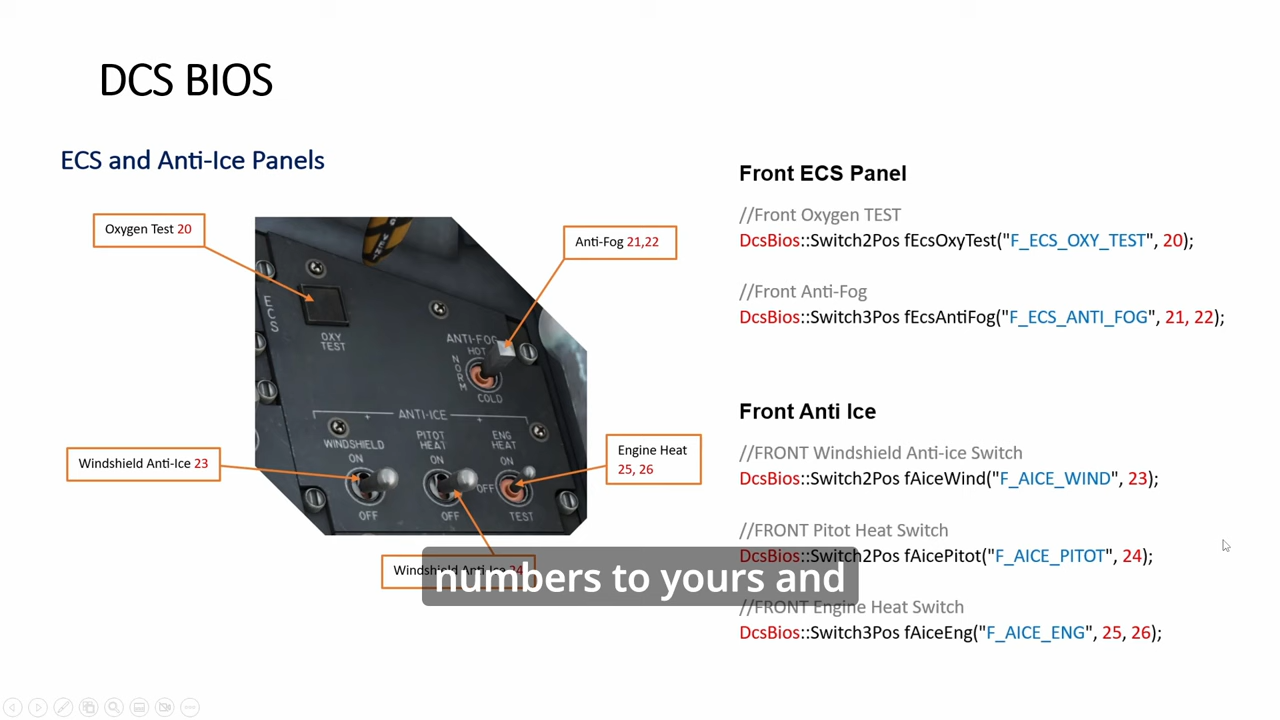 DCS BIOS
ECS and Anti-Ice Panels
Oxygen Test 20
Anti-Fog 21,22
ECS
OXY
TEST
ANTI-FOG
HOT
NORM
COLD
ANTI-ICE
WINDSHIELD
ON
OFF
PITOT
HEAT
ON
OFF
ENG
HEAT
ON
OFF
TEST
Windshield Anti-Ice 23
Engine Heat
25, 26
Windshield Anti-Ice 24
Front ECS Panel
//Front Oxygen TEST
DcsBios::Switch2Pos fEcsOxyTest("F_ECS_OXY_TEST", 20);
//Front Anti-Fog
DcsBios::Switch3Pos fEcsAntiFog("F_ECS_ANTI_FOG", 21, 22);
Front Anti Ice
//FRONT Windshield Anti-ice Switch
DcsBios::Switch2Pos fAiceWind("F_AICE_WIND", 23);
//FRONT Pitot Heat Switch
DcsBios::Switch2Pos fAicePitot("F_AICE_PITOT", 24);
//FRONT Engine Heat Switch
DcsBios::Switch3Pos fAiceEng("F_AICE_ENG", 25, 26);
numbers to yours and